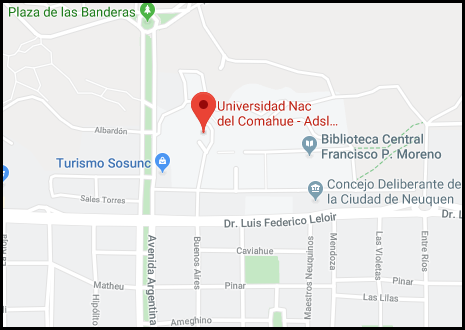 Plaza de las Banderas
Universidad Nac
del Comahue - Adsl...
Albardón
Biblioteca Central
Francisco P. Moreno
Turismo Sosunc
Concejo Deliberante de
la Ciudad de Neuquen
Sales Torres
Dr. Luis Federico Leloir
Avenida Argentina
Buenos Aires
Caviahue
Maestros Neuquinos
Mendoza
Las Violetas
Entre Ríos
Matheu
Hipólito
Pinar
Pinar
Las Lilas
Ameghino